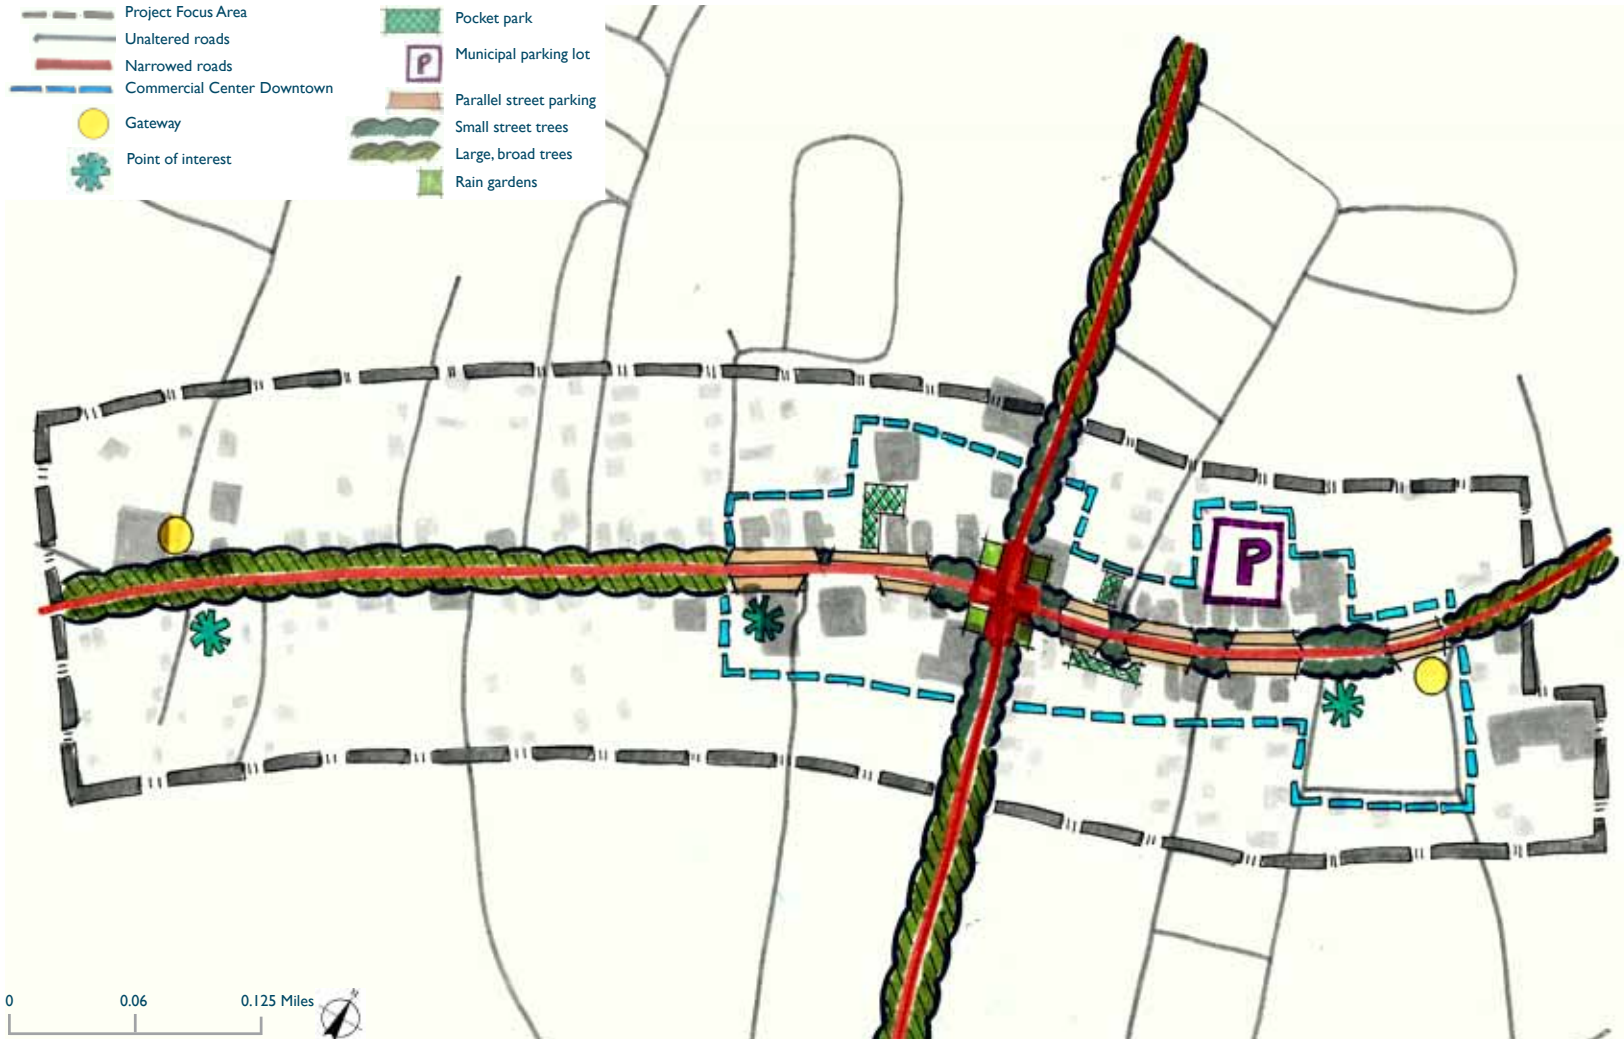 Project Focus Area
Unaltered roads
Narrowed roads
Commercial Center Downtown
Gateway
Point of interest
Pocket park
P
Municipal parking lot
Parallel street parking
Small street trees
Large, broad trees
Rain gardens
P
0 0.06 0.125 Miles
N